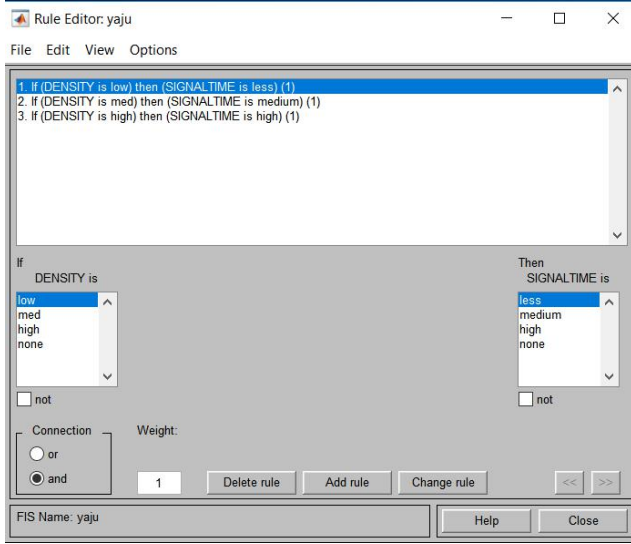 Rule Editor: yaju
File Edit View Options
1. If (DENSITY is low) then (SIGNALTIME is less) (1)
2. If (DENSITY is med) then (SIGNALTIME is medium) (1)
3. If (DENSITY is high) then (SIGNALTIME is high) (1)
If
DENSITY is
low
med
high
none
not
Then
SIGNALTIME is
less
medium
high
none
not
Connection
or
and
Weight:
1
Delete rule
Add rule
Change rule
<<
>>
FIS Name: yaju
Help
Close